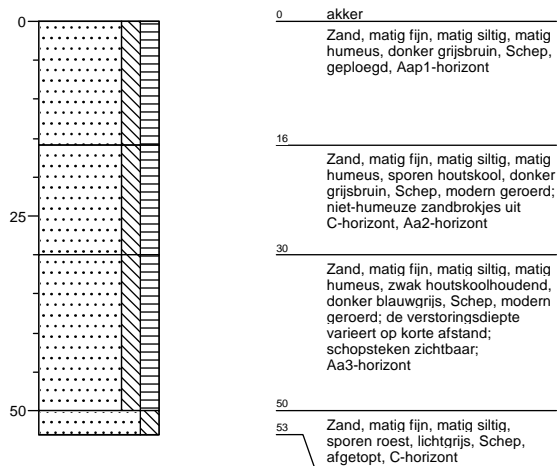 0
25
50
0 akker
Zand, matig fijn, matig siltig, matig
humeus, donker grijsbruin, Schep,
geploegd, Aap1-horizont
16
Zand, matig fijn, matig siltig, matig
humeus, sporen houtskool, donker
grijsbruin, Schep, modern geroerd;
niet-humeuze zandbrokjes uit
C-horizont, Aa2-horizont
30
Zand, matig fijn, matig siltig, matig
humeus, zwak houtskoolhoudend,
donker blauwgrijs, Schep, modern
geroerd; de verstoringsdiepte
varieert op korte afstand;
schopsteken zichtbaar;
Aa3-horizont
50
Zand, matig fijn, matig siltig,
53
sporen roest, lichtgrijs, Schep,
afgetopt, C-horizont